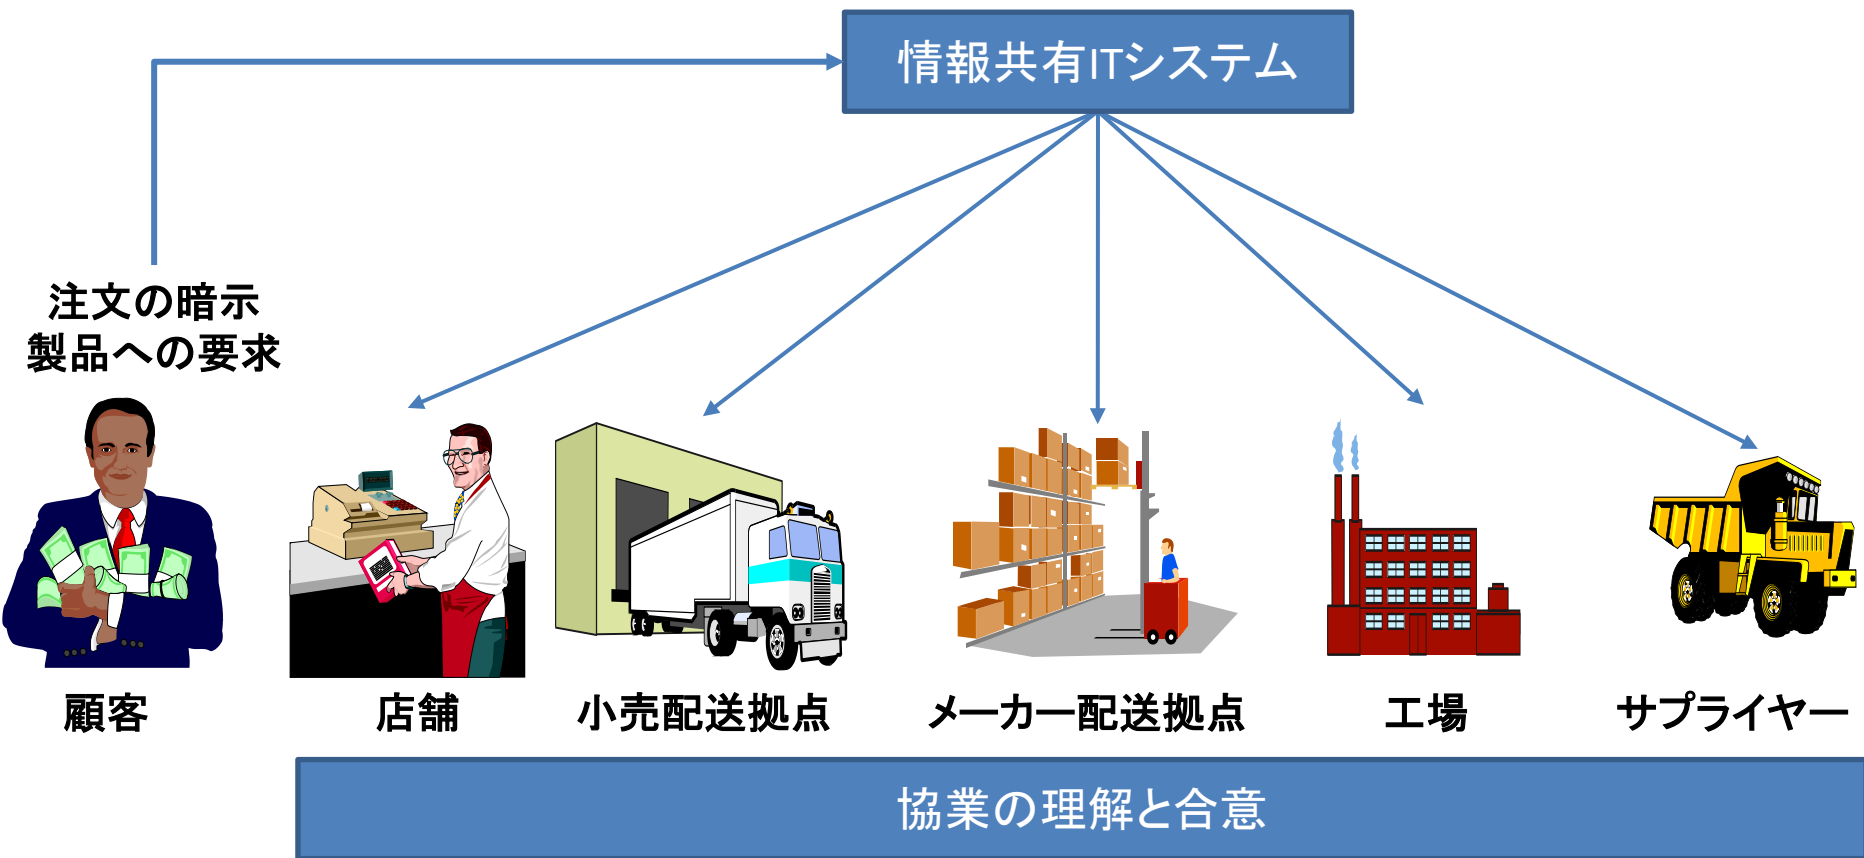 情報共有ITシステム
注文の暗示
製品への要求
顧客
店舗
小売配送拠点
メーカー配送拠点
工場
サプライヤー
協業の理解と合意